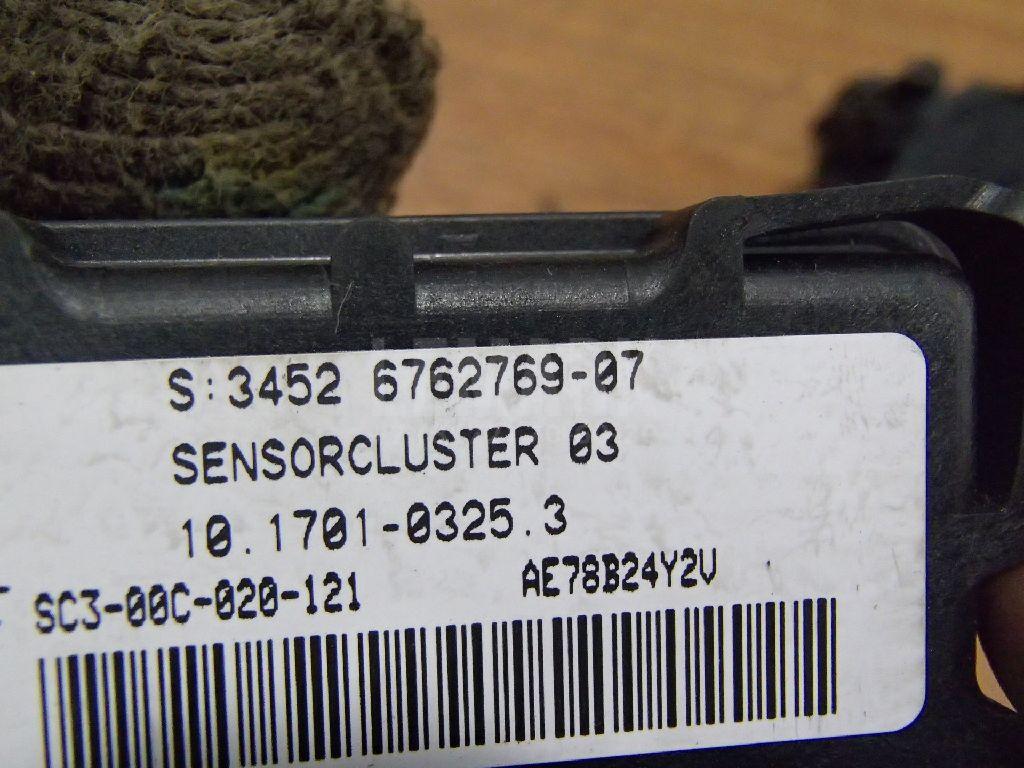 S:3452 6762769-07
SENSORCLUSTER 03
10.1701-0325.3
SC3-00C-020-121 AE78B24Y2V